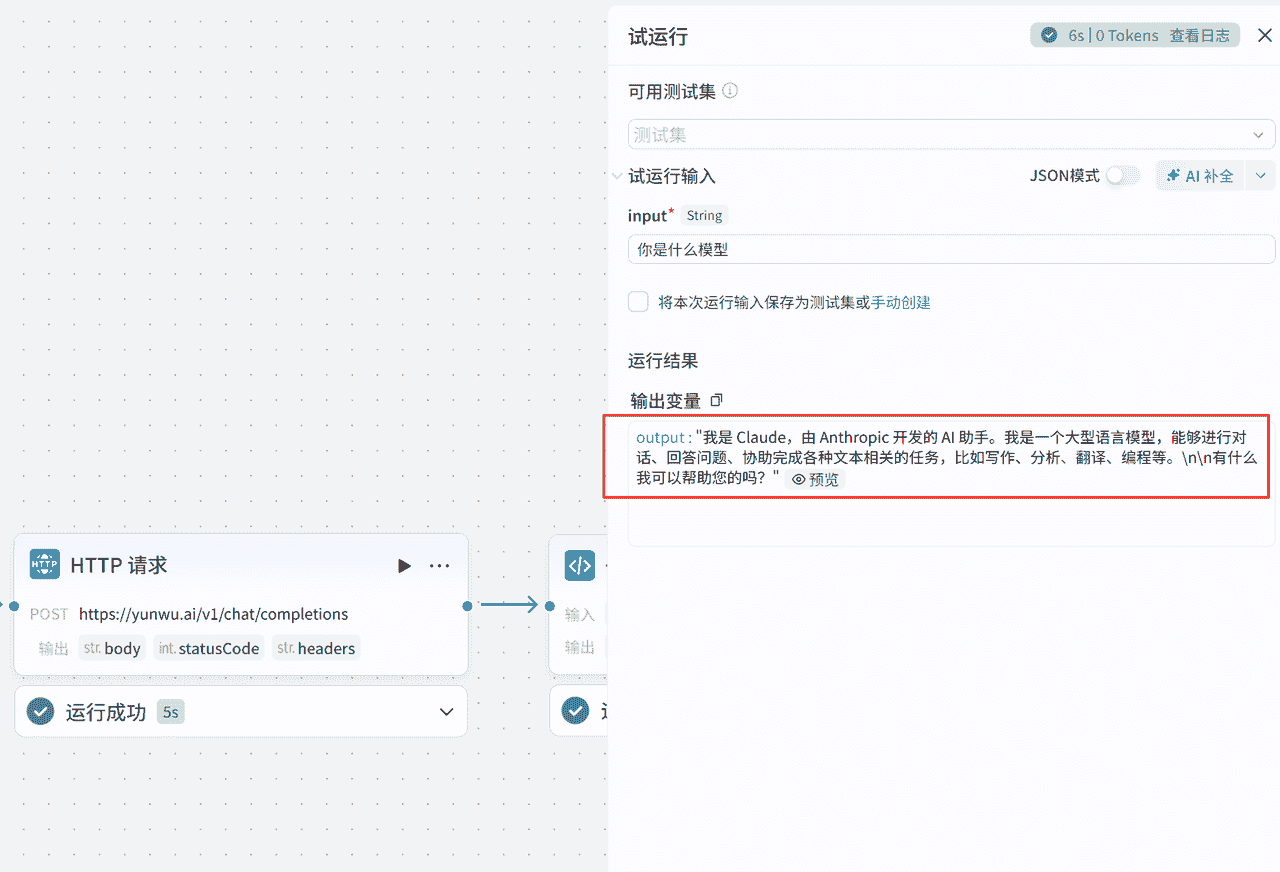 试运行
6s | 0 Tokens 查看日志
可用测试集
测试集
试运行输入
JSON模式
AI 补全
input* String
你是什么模型
将本次运行输入保存为测试集或手动创建
运行结果
输出变量
output : "我是 Claude，由 Anthropic 开发的 AI 助手。我是一个大型语言模型，能够进行对
话、回答问题、协助完成各种文本相关的任务，比如写作、分析、翻译、编程等。\n\n有什么
我可以帮助您的吗？" 预览
HTTP
HTTP 请求
POST https://yunwu.ai/v1/chat/completions
输出 str. body int. statusCode str. headers
运行成功 5s
</>
输入
输出